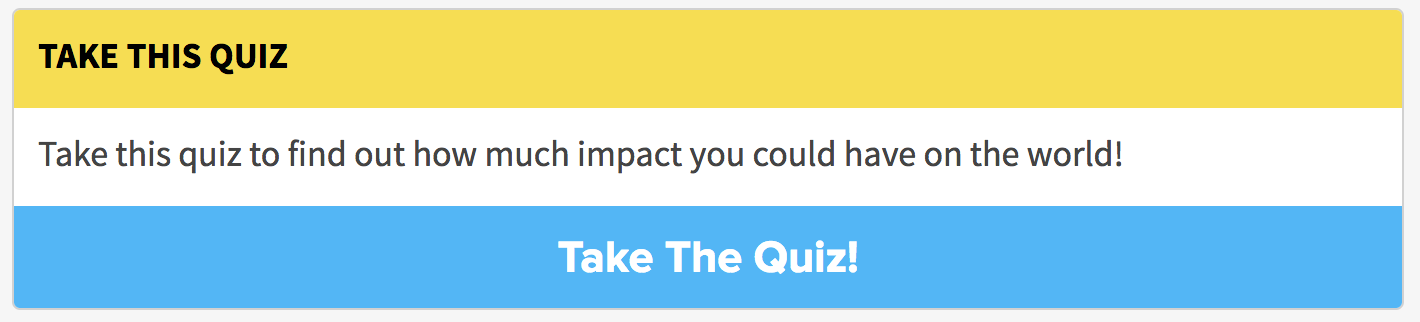 TAKE THIS QUIZ
Take this quiz to find out how much impact you could have on the world!
Take The Quiz!